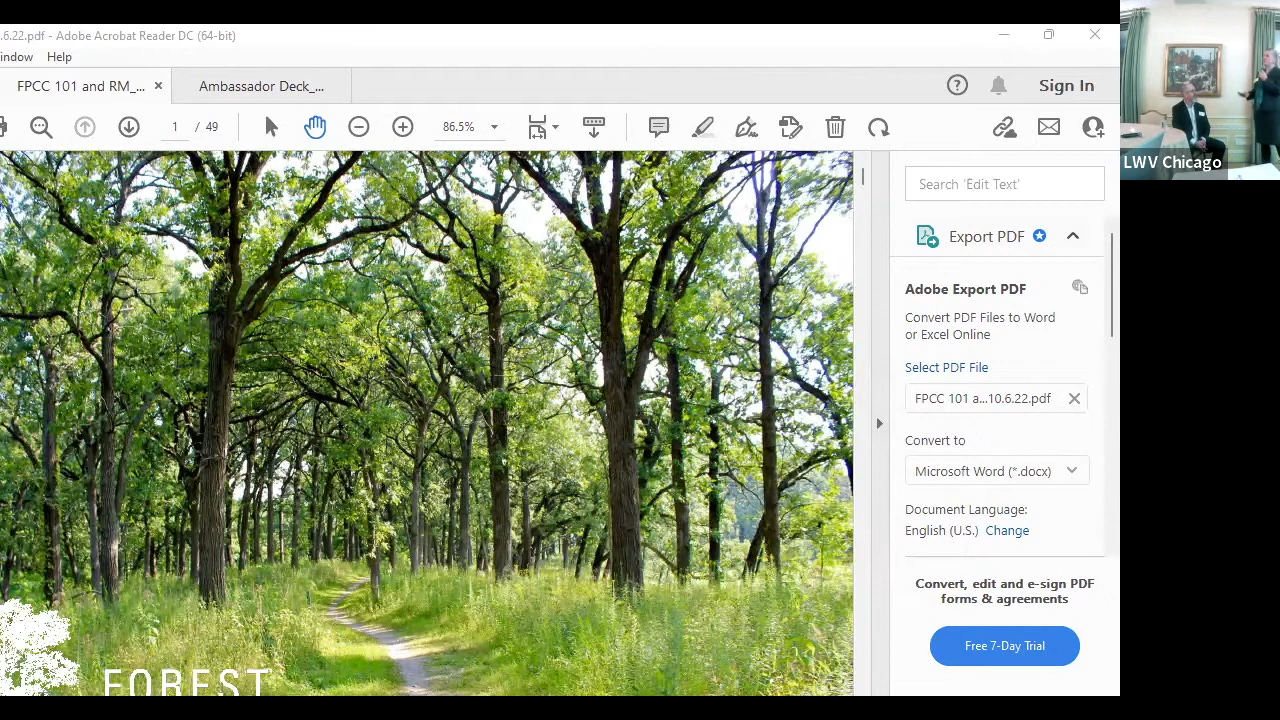 .6.22.pdf - Adobe Acrobat Reader DC (64-bit)
indow Help
FPCC 101 and RM_... × Ambassador Deck_... Sign In
1 / 49 86.5%
LWV Chicago
Search 'Edit Text'
Export PDF
Adobe Export PDF
Convert PDF Files to Word
or Excel Online
Select PDF File
FPCC 101 a...10.6.22.pdf
Convert to
Microsoft Word (*.docx)
Document Language:
English (U.S.) Change
Convert, edit and e-sign PDF
forms & agreements
Free 7-Day Trial
FOREST